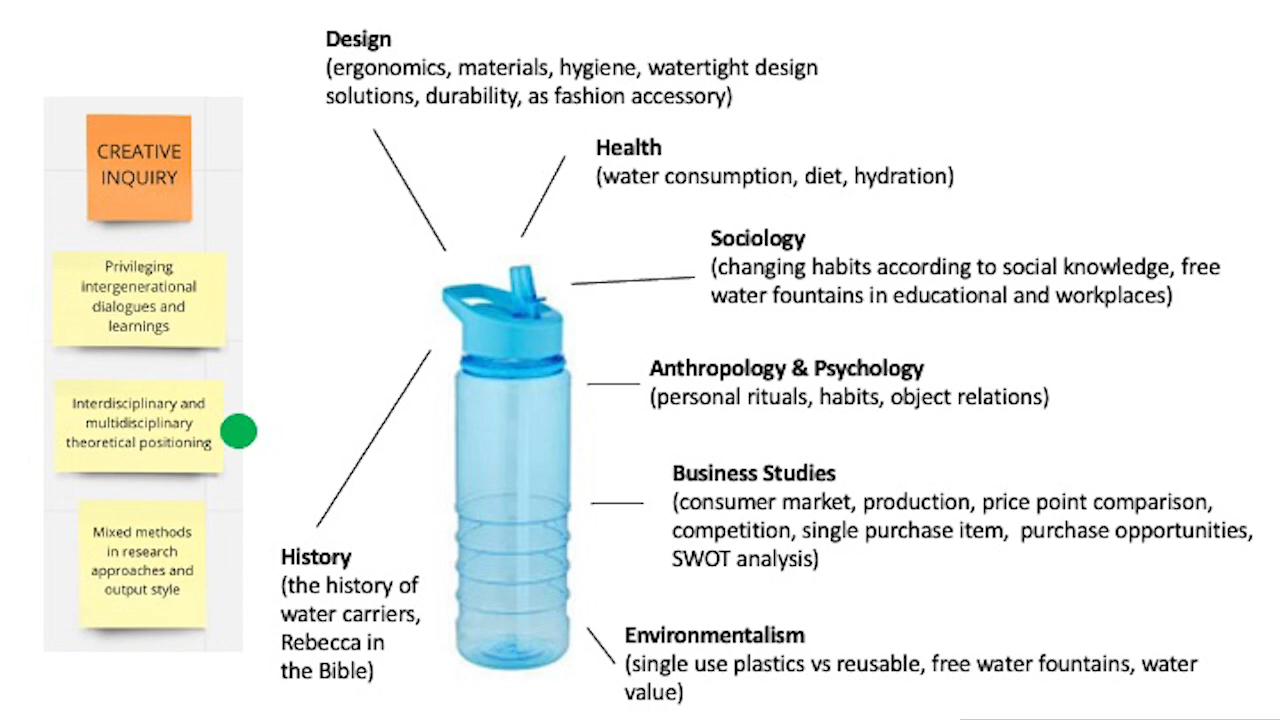 CREATIVE
INQUIRY
Privileging
intergenerational
dialogues and
learnings
Interdisciplinary and
multidisciplinary
theoretical positioning
Mixed methods
in research
approaches and
output style
Design
(ergonomics, materials, hygiene, watertight design
solutions, durability, as fashion accessory)
Health
(water consumption, diet, hydration)
Sociology
(changing habits according to social knowledge, free
water fountains in educational and workplaces)
Anthropology & Psychology
(personal rituals, habits, object relations)
Business Studies
(consumer market, production, price point comparison,
competition, single purchase item,  purchase opportunities,
SWOT analysis)
Environmentalism
(single use plastics vs reusable, free water fountains, water
value)
History
(the history of
water carriers,
Rebecca in
the Bible)